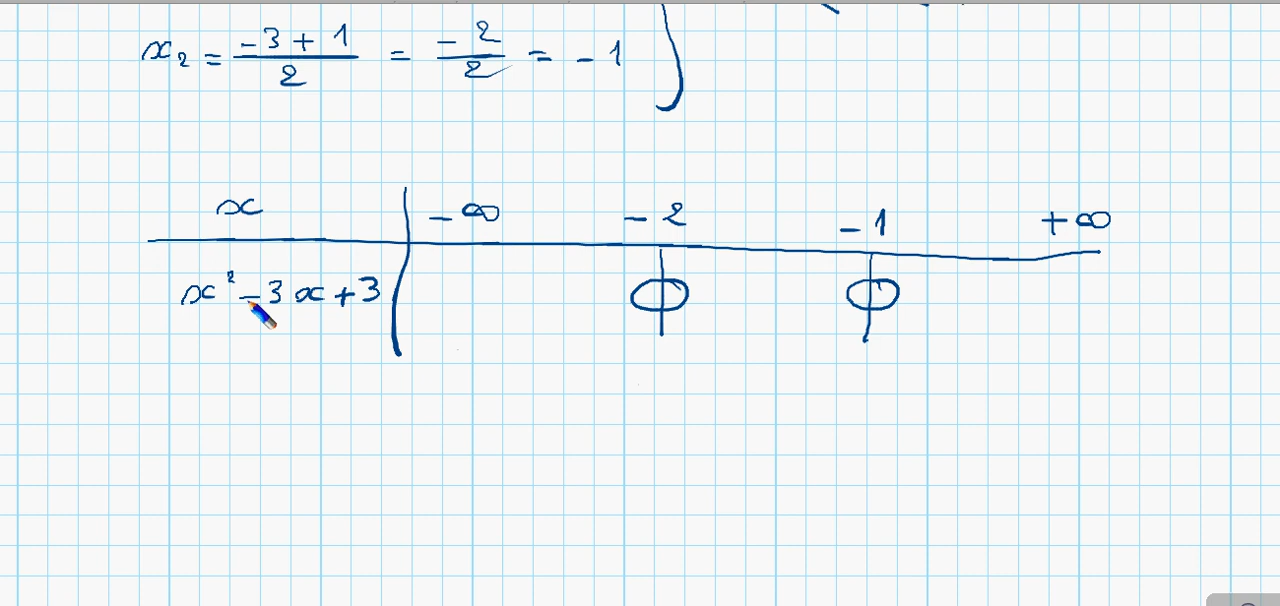 x₂ = (-3 + 1)/2 = -2/2 = -1 )
x | -∞ -2 -1 +∞
x² - 3x + 3 | 0 0